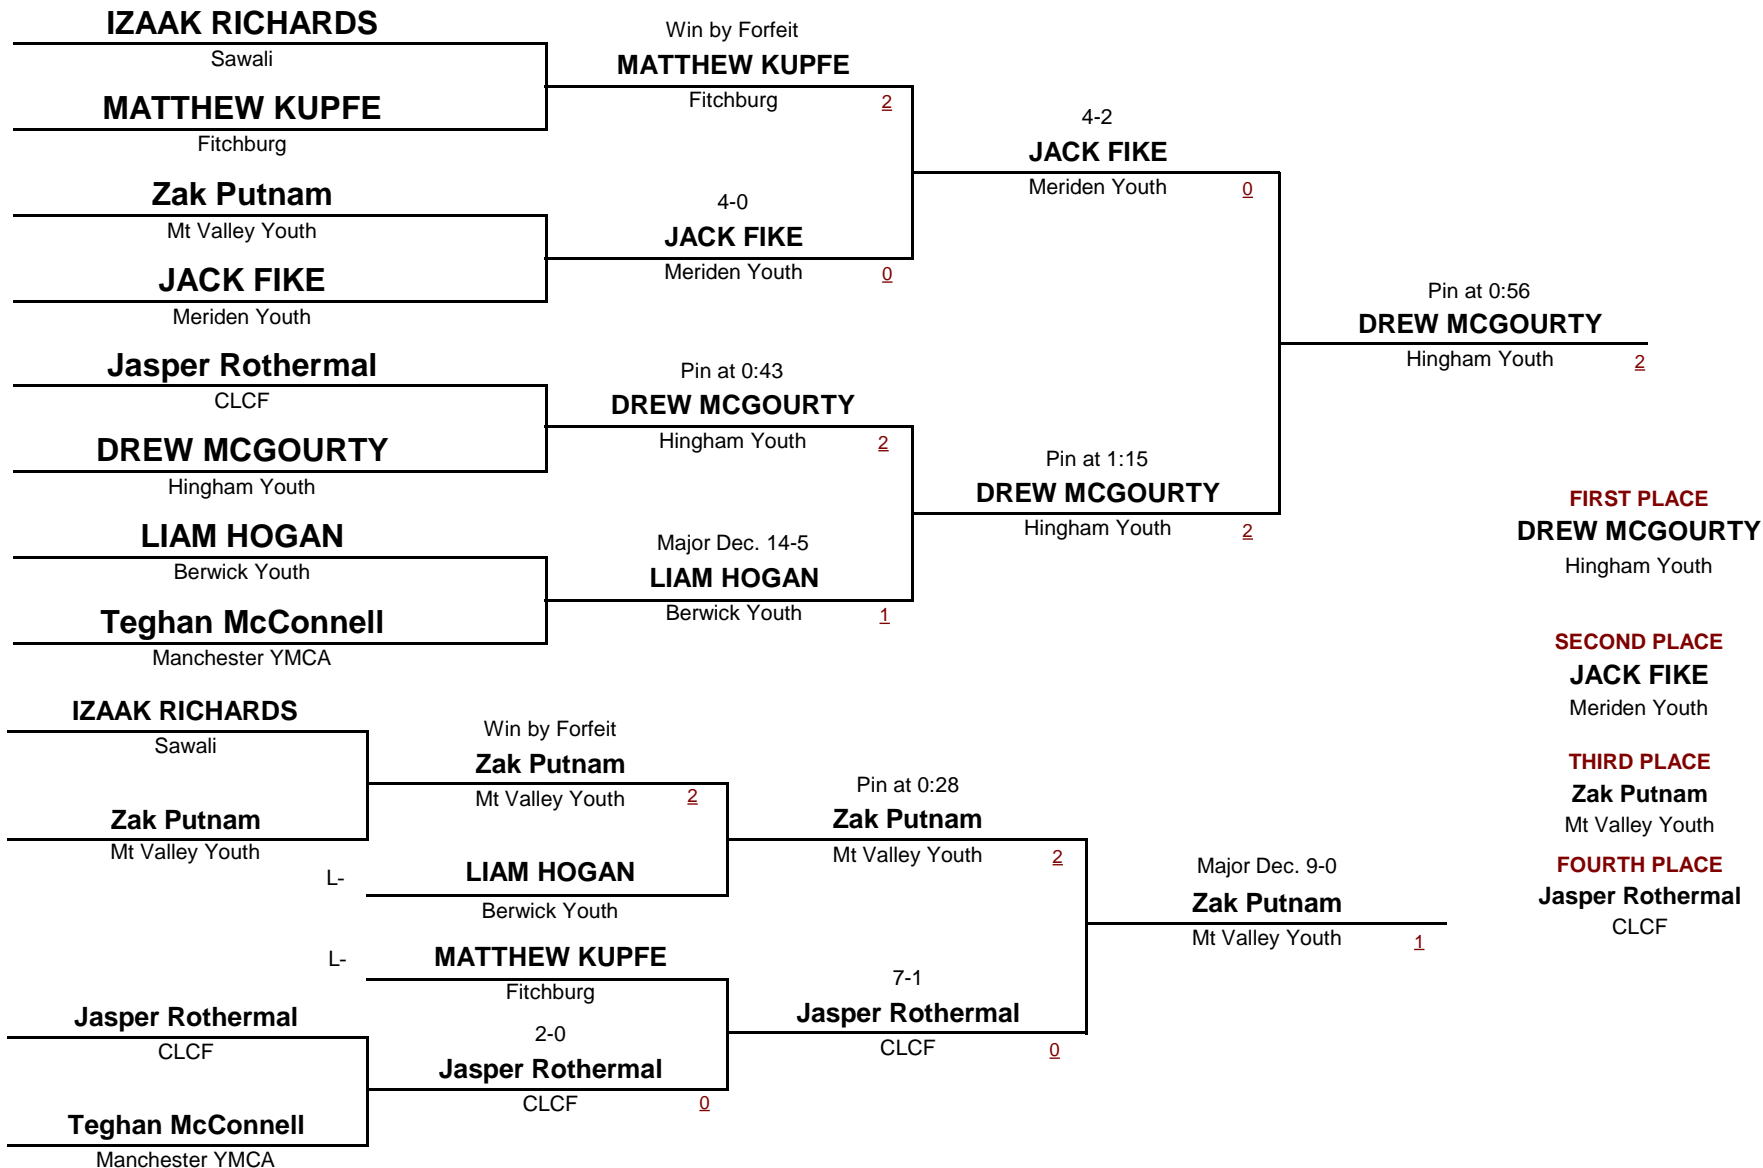 IZAAK RICHARDS
Sawali
MATTHEW KUPFE
Fitchburg
Zak Putnam
Mt Valley Youth
JACK FIKE
Meriden Youth
Jasper Rothermal
CLCF
DREW MCGOURTY
Hingham Youth
LIAM HOGAN
Berwick Youth
Teghan McConnell
Manchester YMCA
Win by Forfeit
MATTHEW KUPFE
Fitchburg 2
4-0
JACK FIKE
Meriden Youth 0
Pin at 0:43
DREW MCGOURTY
Hingham Youth 2
Major Dec. 14-5
LIAM HOGAN
Berwick Youth 1
4-2
JACK FIKE
Meriden Youth 0
Pin at 1:15
DREW MCGOURTY
Hingham Youth 2
Pin at 0:56
DREW MCGOURTY
Hingham Youth 2
FIRST PLACE
DREW MCGOURTY
Hingham Youth
SECOND PLACE
JACK FIKE
Meriden Youth
THIRD PLACE
Zak Putnam
Mt Valley Youth
FOURTH PLACE
Jasper Rothermal
CLCF
IZAAK RICHARDS
Sawali
Zak Putnam
Mt Valley Youth
Jasper Rothermal
CLCF
Teghan McConnell
Manchester YMCA
Win by Forfeit
Zak Putnam
Mt Valley Youth 2
L- LIAM HOGAN
Berwick Youth
L- MATTHEW KUPFE
Fitchburg
2-0
Jasper Rothermal
CLCF 0
Pin at 0:28
Zak Putnam
Mt Valley Youth 2
7-1
Jasper Rothermal
CLCF 0
Major Dec. 9-0
Zak Putnam
Mt Valley Youth 1